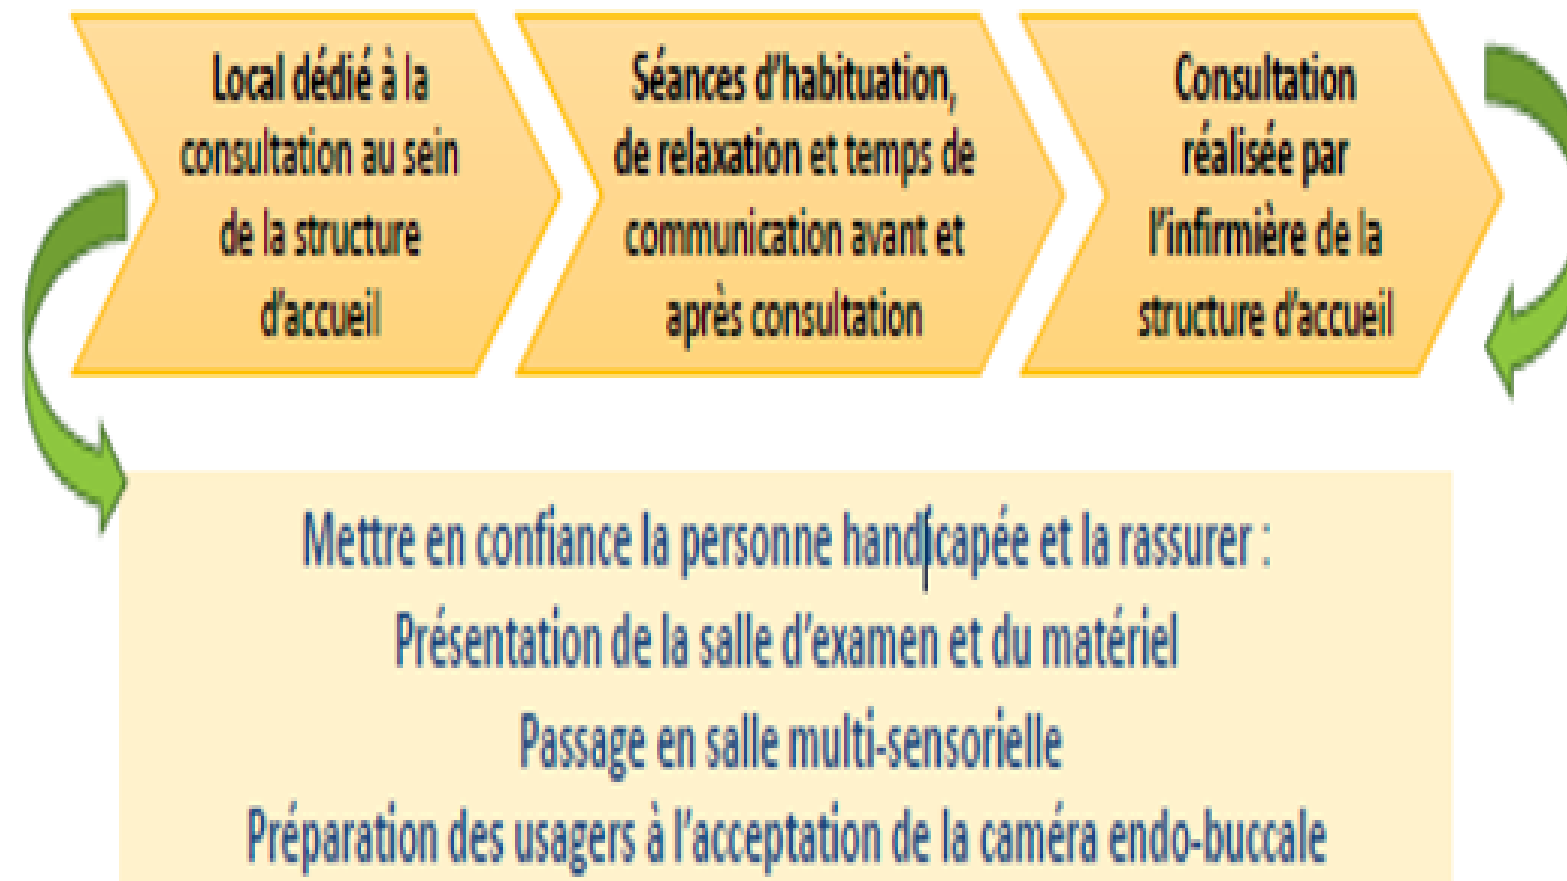 Local dédié à la
consultation au sein
de la structure
d'accueil
Séances d'habituation,
de relaxation et temps de
communication avant et
après consultation
Consultation
réalisée par
l'infirmière de la
structure d'accueil
Mettre en confiance la personne handicapée et la rassurer :
Présentation de la salle d'examen et du matériel
Passage en salle multi-sensorielle
Préparation des usagers à l'acceptation de la caméra endo-buccale